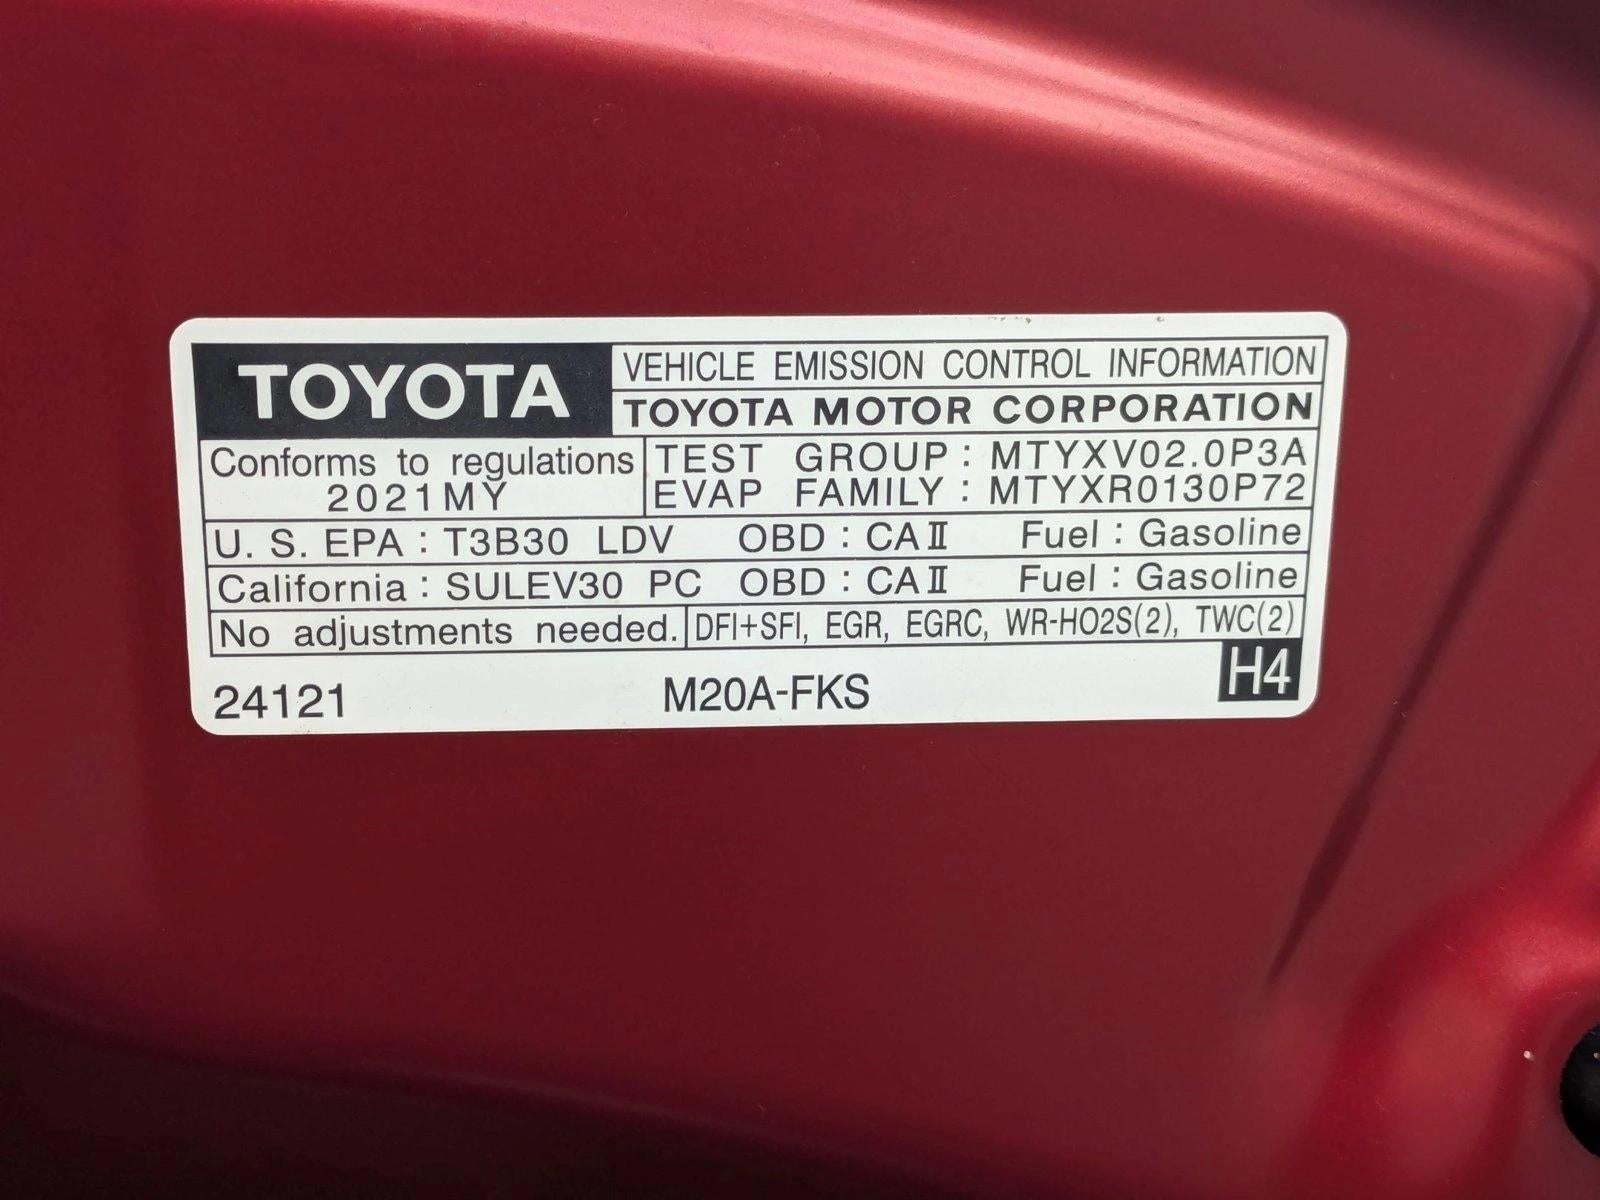 TOYOTA
VEHICLE EMISSION CONTROL INFORMATION
TOYOTA MOTOR CORPORATION
Conforms to regulations
2021MY
TEST GROUP : MTYXV02.0P3A
EVAP FAMILY : MTYXR0130P72
U. S. EPA : T3B30 LDV OBD : CAⅡ Fuel : Gasoline
California : SULEV30 PC OBD : CAⅡ Fuel : Gasoline
No adjustments needed. DFI+SFI, EGR, EGRC, WR-HO2S(2), TWC(2)
24121 M20A-FKS H4